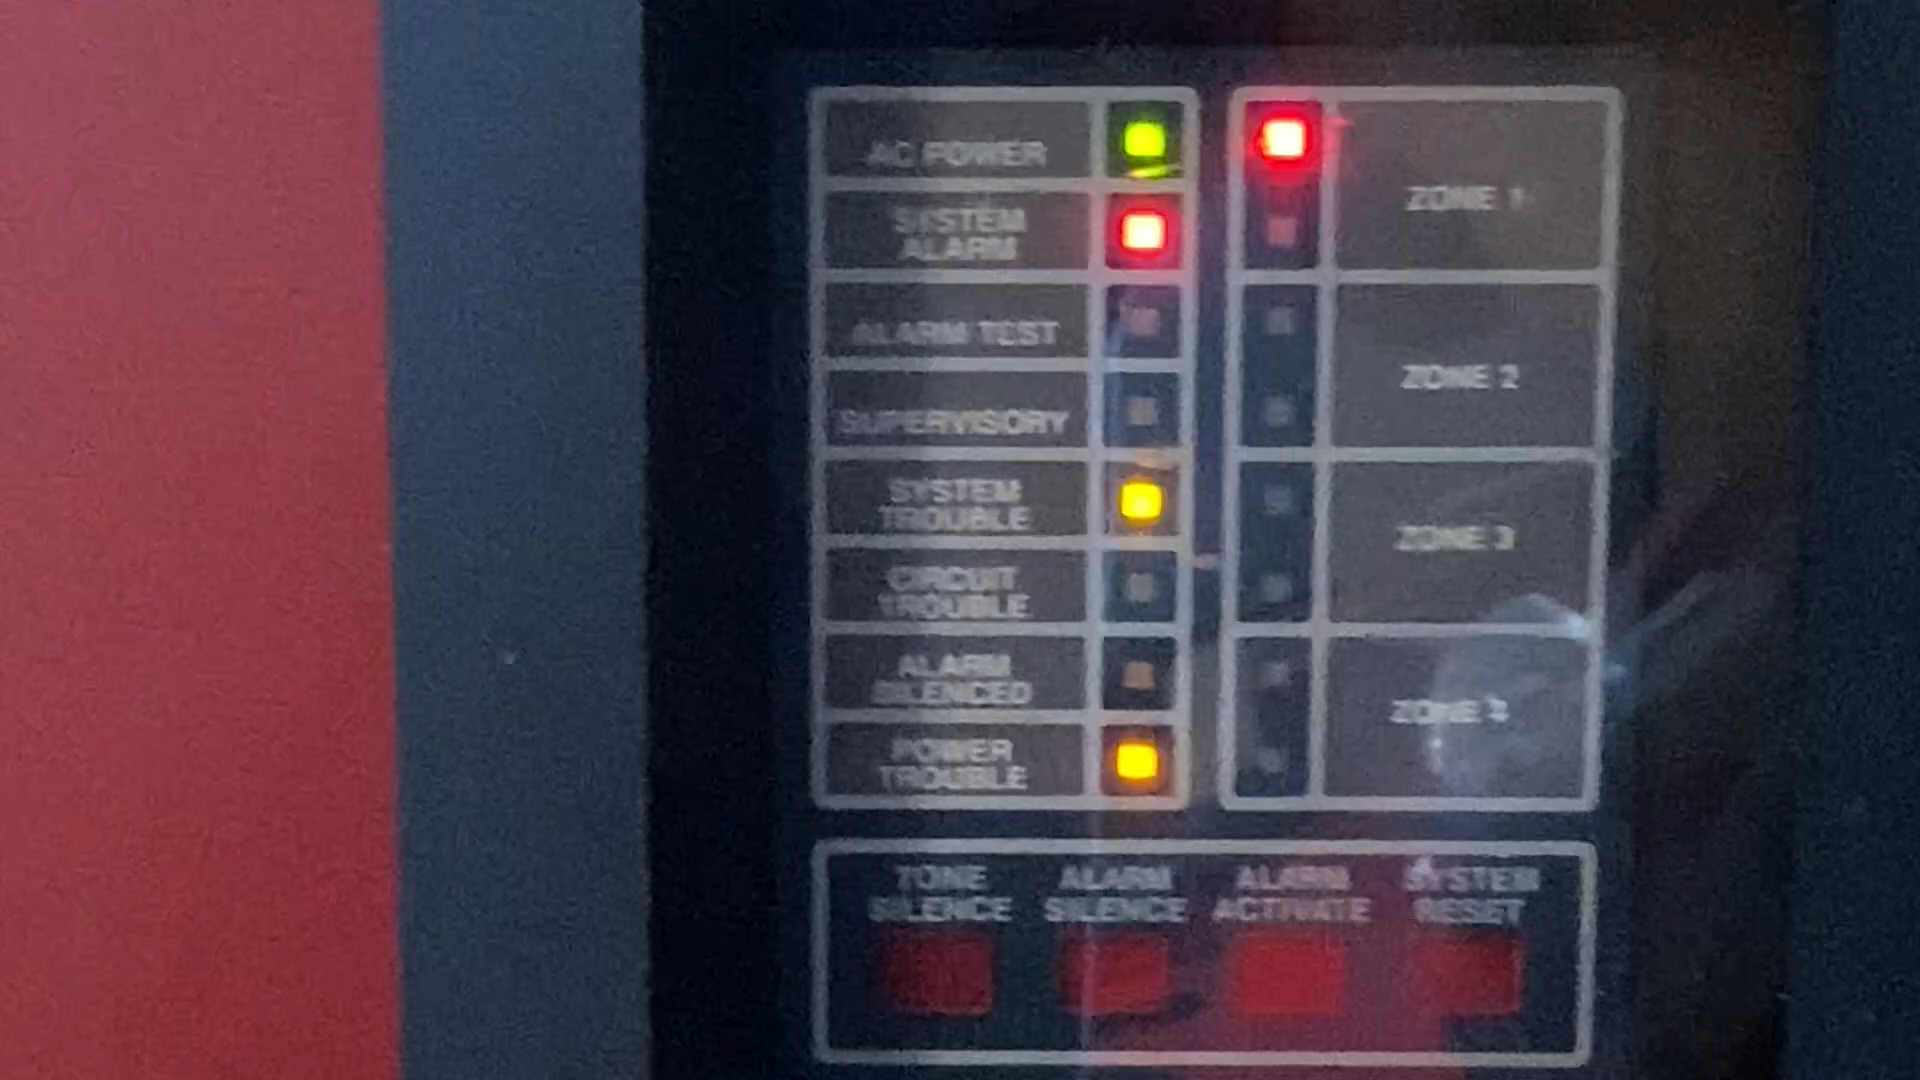 AC POWER
SYSTEM
ALARM
ALARM TEST
SUPERVISORY
SYSTEM
TROUBLE
CIRCUIT
TROUBLE
ALARM
SILENCED
POWER
TROUBLE
ZONE 1
ZONE 2
ZONE 3
ZONE 4
ZONE
SILENCE
ALARM
SILENCE
ALARM
ACTIVATE
SYSTEM
RESET